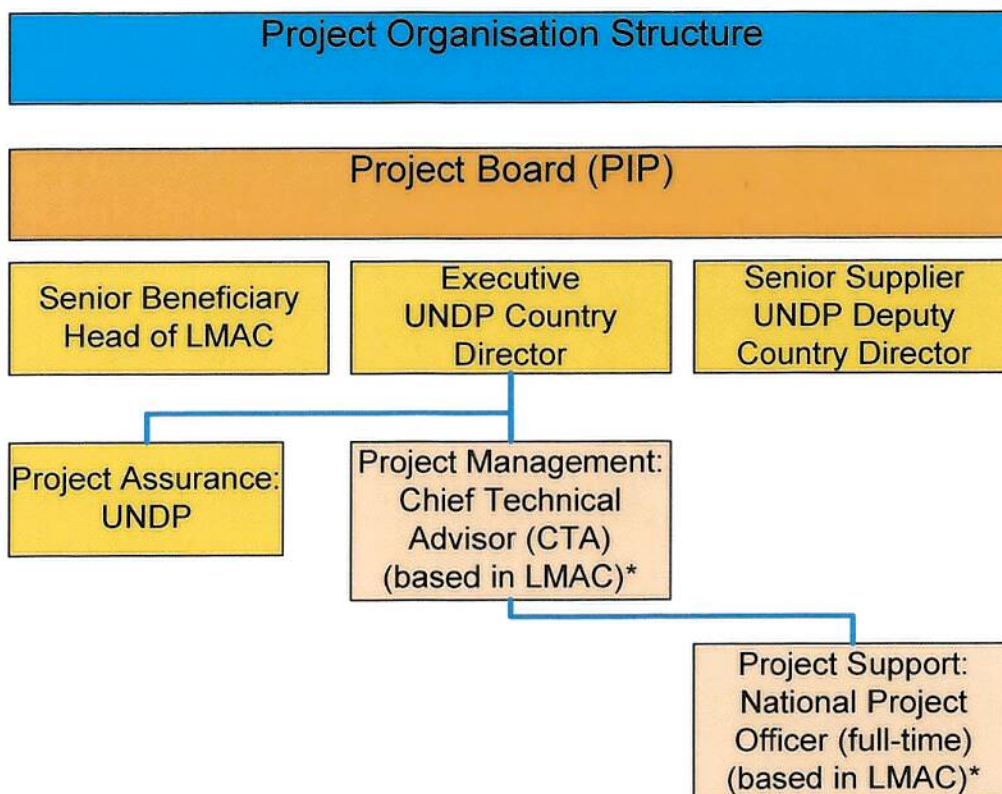 Project Organisation Structure
Project Board (PIP)
Senior Beneficiary
Head of LMAC
Executive
UNDP Country
Director
Senior Supplier
UNDP Deputy
Country Director
Project Assurance:
UNDP
Project Management:
Chief Technical
Advisor (CTA)
(based in LMAC)*
Project Support:
National Project
Officer (full-time)
(based in LMAC)*